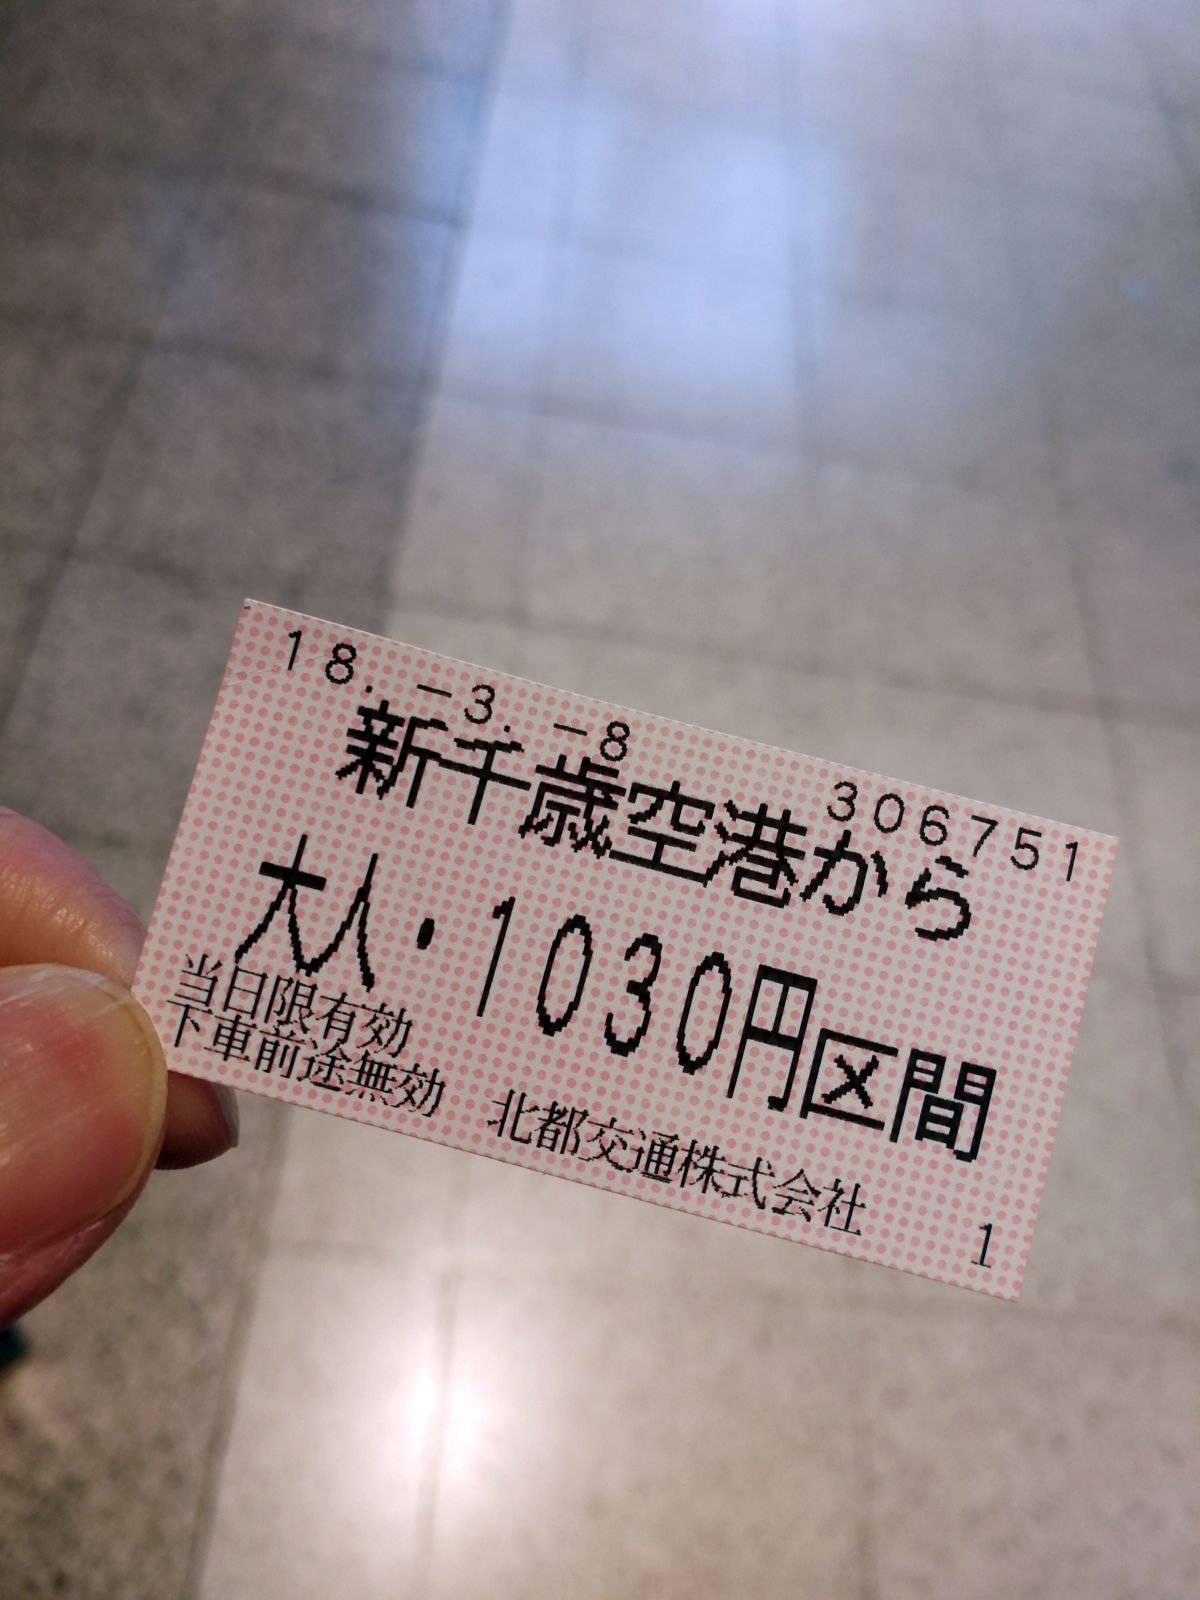 18.-3.-8
306751
新千歳空港から
大人・1030円区間
当日限有効
下車前途無効
北都交通株式会社
1